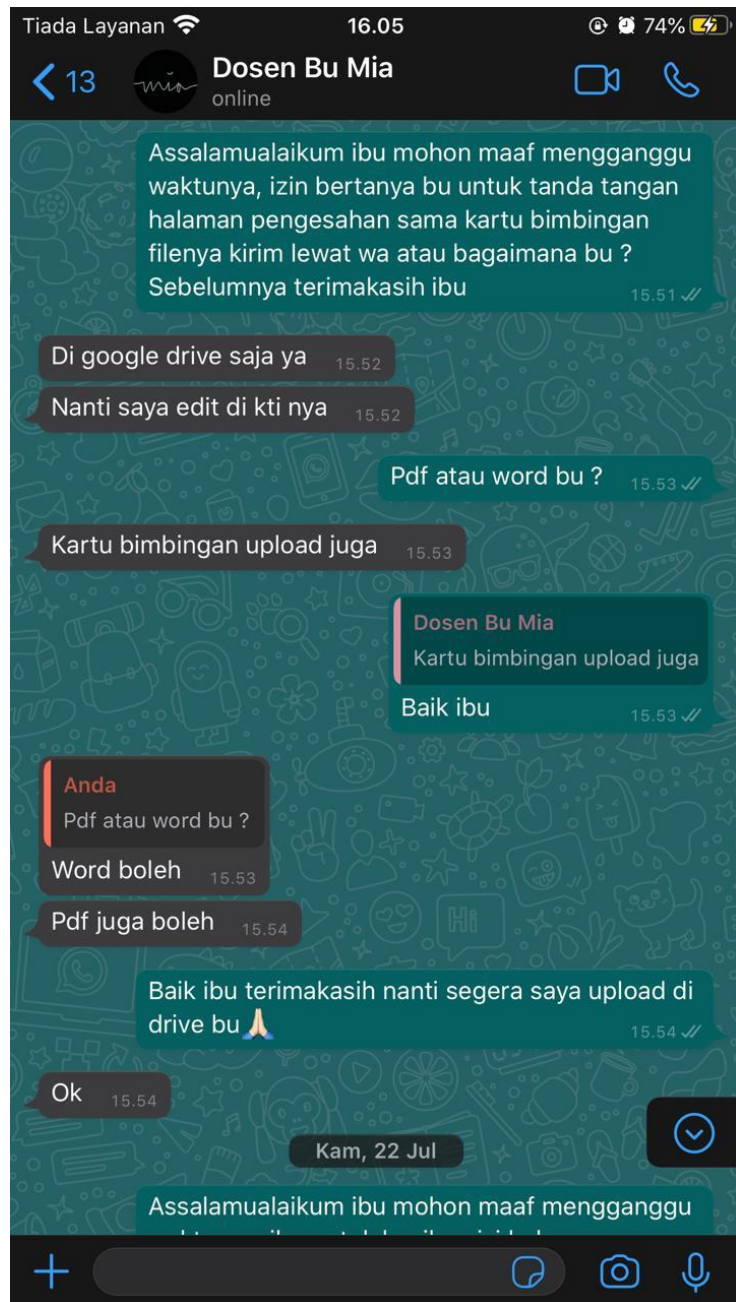 Tiada Layanan 16.05 74%
13 mia Dosen Bu Mia
online
Assalamualaikum ibu mohon maaf mengganggu
waktunya, izin bertanya bu untuk tanda tangan
halaman pengesahan sama kartu bimbingan
filenya kirim lewat wa atau bagaimana bu ?
Sebelumnya terimakasih ibu 15.51
Di google drive saja ya 15.52
Nanti saya edit di kti nya 15.52
Pdf atau word bu ? 15.53
Kartu bimbingan upload juga 15.53
Dosen Bu Mia
Kartu bimbingan upload juga
Baik ibu 15.53
Anda
Pdf atau word bu ?
Word boleh 15.53
Pdf juga boleh 15.54
Baik ibu terimakasih nanti segera saya upload di
drive bu🙏🏻 15.54
Ok 15.54
Kam, 22 Jul
Assalamualaikum ibu mohon maaf mengganggu